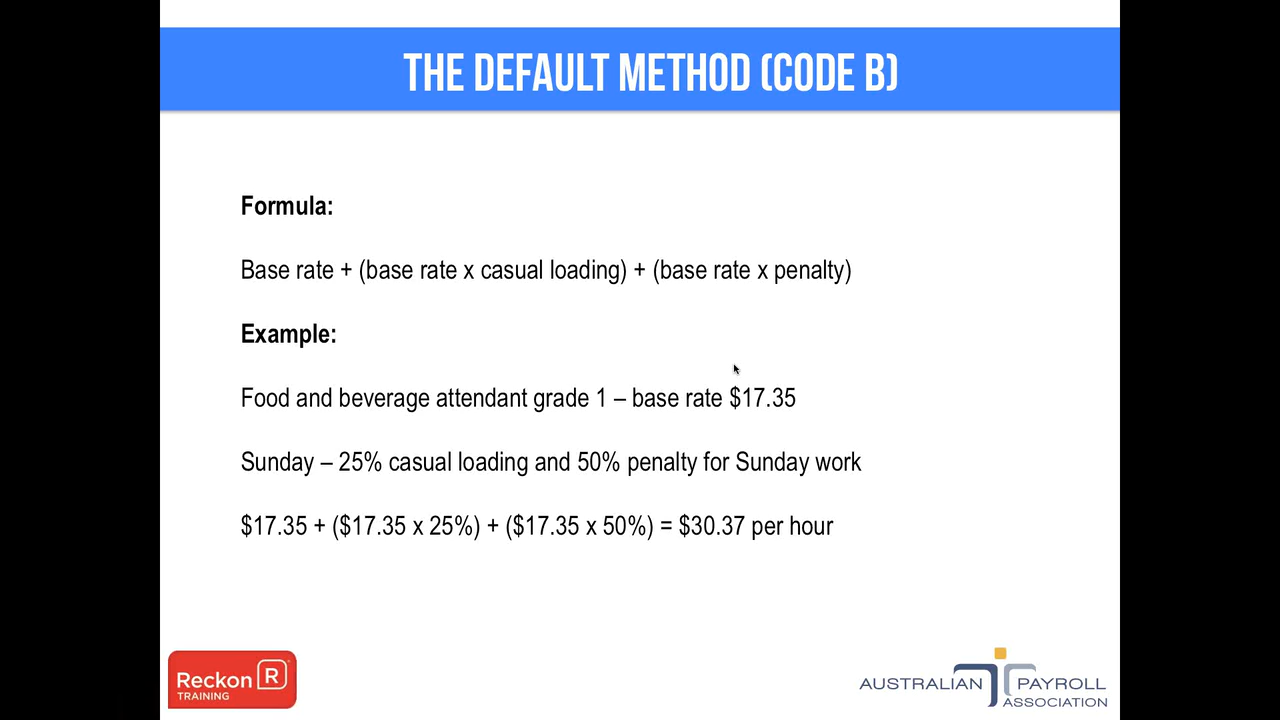 THE DEFAULT METHOD (CODE B)
Formula:
Base rate + (base rate x casual loading) + (base rate x penalty)
Example:
Food and beverage attendant grade 1 – base rate $17.35
Sunday – 25% casual loading and 50% penalty for Sunday work
$17.35 + ($17.35 x 25%) + ($17.35 x 50%) = $30.37 per hour
Reckon R
TRAINING
AUSTRALIAN PAYROLL
ASSOCIATION